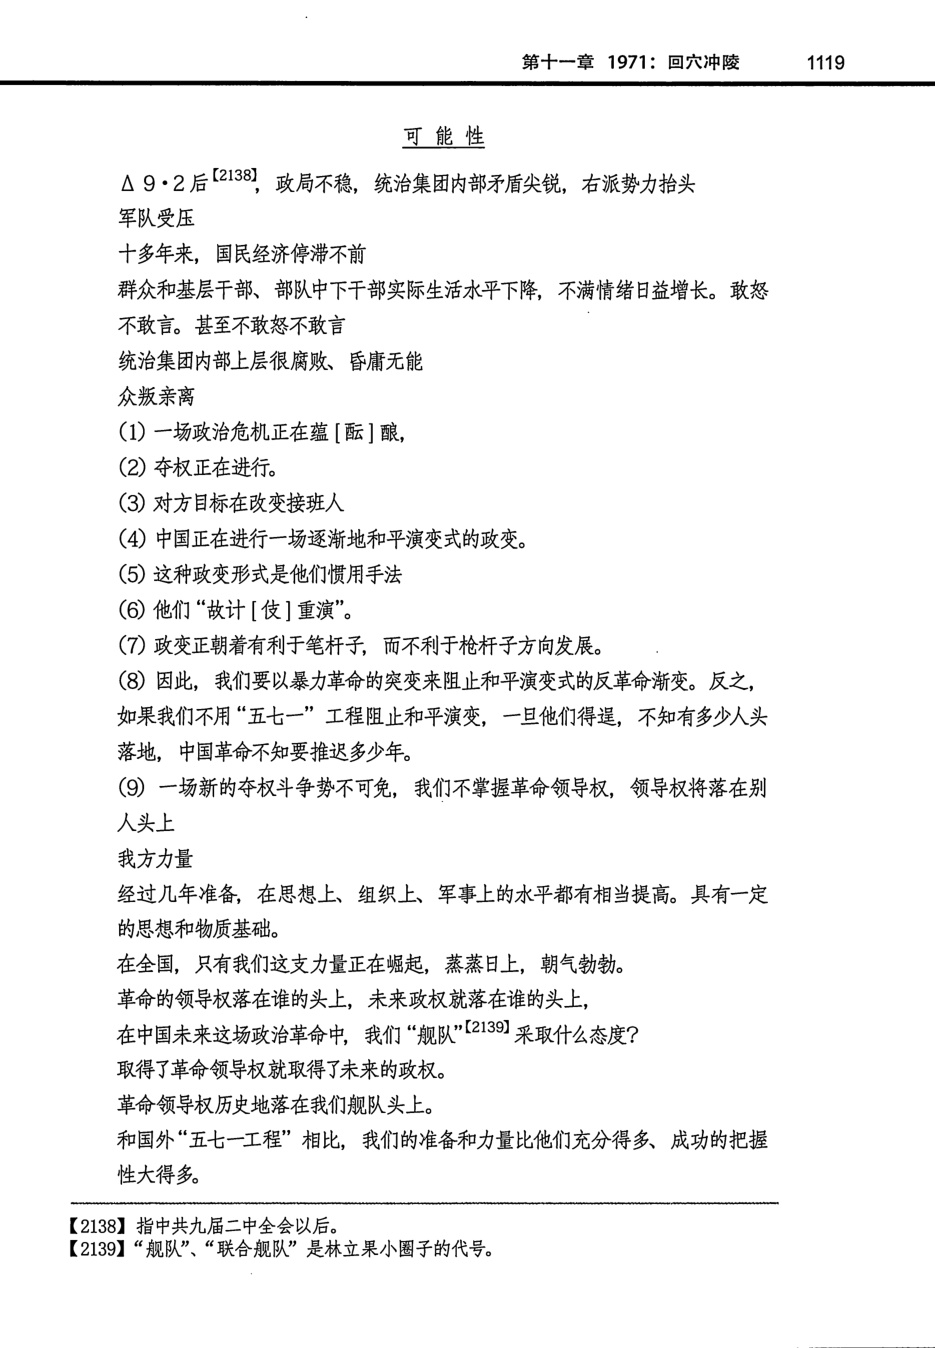 第十一章 1971：回穴冲陵 1119
可能性
Δ 9·2后【2138】，政局不稳，统治集团内部矛盾尖锐，右派势力抬头
军队受压
十多年来，国民经济停滞不前
群众和基层干部、部队中下干部实际生活水平下降，不满情绪日益增长。敢怒
不敢言。甚至不敢怒不敢言
统治集团内部上层很腐败、昏庸无能
众叛亲离
(1) 一场政治危机正在蕴［酝］酿，
(2) 夺权正在进行。
(3) 对方目标在改变接班人
(4) 中国正在进行一场逐渐地和平演变式的政变。
(5) 这种政变形式是他们惯用手法
(6) 他们“故计［伎］重演”。
(7) 政变正朝着有利于笔杆子，而不利于枪杆子方向发展。
(8) 因此，我们要以暴力革命的突变来阻止和平演变式的反革命渐变。反之，
如果我们不用“五七一”工程阻止和平演变，一旦他们得逞，不知有多少人头
落地，中国革命不知要推迟多少年。
(9) 一场新的夺权斗争势不可免，我们不掌握革命领导权，领导权将落在别
人头上
我方力量
经过几年准备，在思想上、组织上、军事上的水平都有相当提高。具有一定
的思想和物质基础。
在全国，只有我们这支力量正在崛起，蒸蒸日上，朝气勃勃。
革命的领导权落在谁的头上，未来政权就落在谁的头上，
在中国未来这场政治革命中，我们“舰队”【2139】采取什么态度？
取得了革命领导权就取得了未来的政权。
革命领导权历史地落在我们舰队头上。
和国外“五七一工程”相比，我们的准备和力量比他们充分得多、成功的把握
性大得多。
【2138】指中共九届二中全会以后。
【2139】“舰队”、“联合舰队”是林立果小圈子的代号。